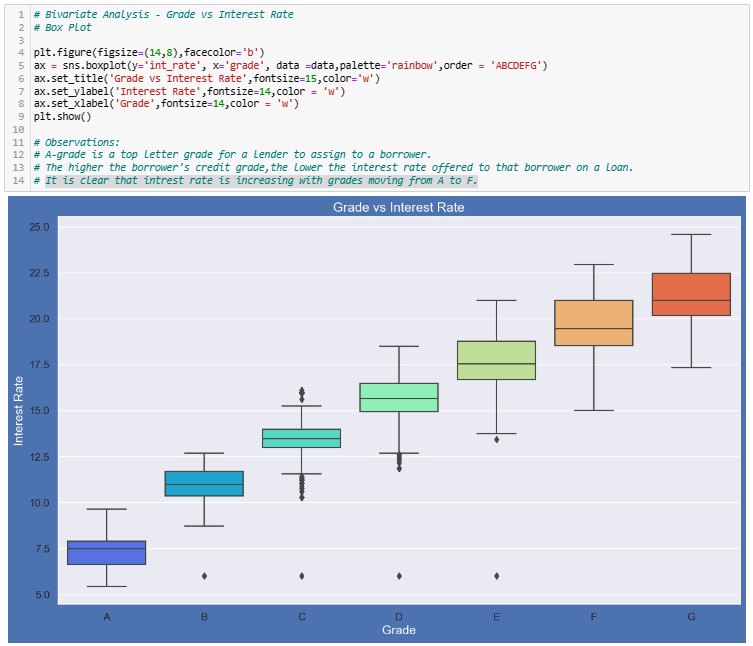 1 # Bivariate Analysis - Grade vs Interest Rate
2 # Box Plot
3
4 plt.figure(figsize=(14,8),facecolor='b')
5 ax = sns.boxplot(y='int_rate', x='grade', data =data,palette='rainbow',order = 'ABCDEFG')
6 ax.set_title('Grade vs Interest Rate',fontsize=15,color='w')
7 ax.set_ylabel('Interest Rate',fontsize=14,color = 'w')
8 ax.set_xlabel('Grade',fontsize=14,color = 'w')
9 plt.show()
10
11 # Observations:
12 # A-grade is a top letter grade for a lender to assign to a borrower.
13 # The higher the borrower's credit grade,the lower the interest rate offered to that borrower on a loan.
14 # It is clear that intrest rate is increasing with grades moving from A to F.
Grade vs Interest Rate
25.0
22.5
20.0
17.5
15.0
12.5
10.0
7.5
5.0
Interest Rate
A B C D E F G
Grade